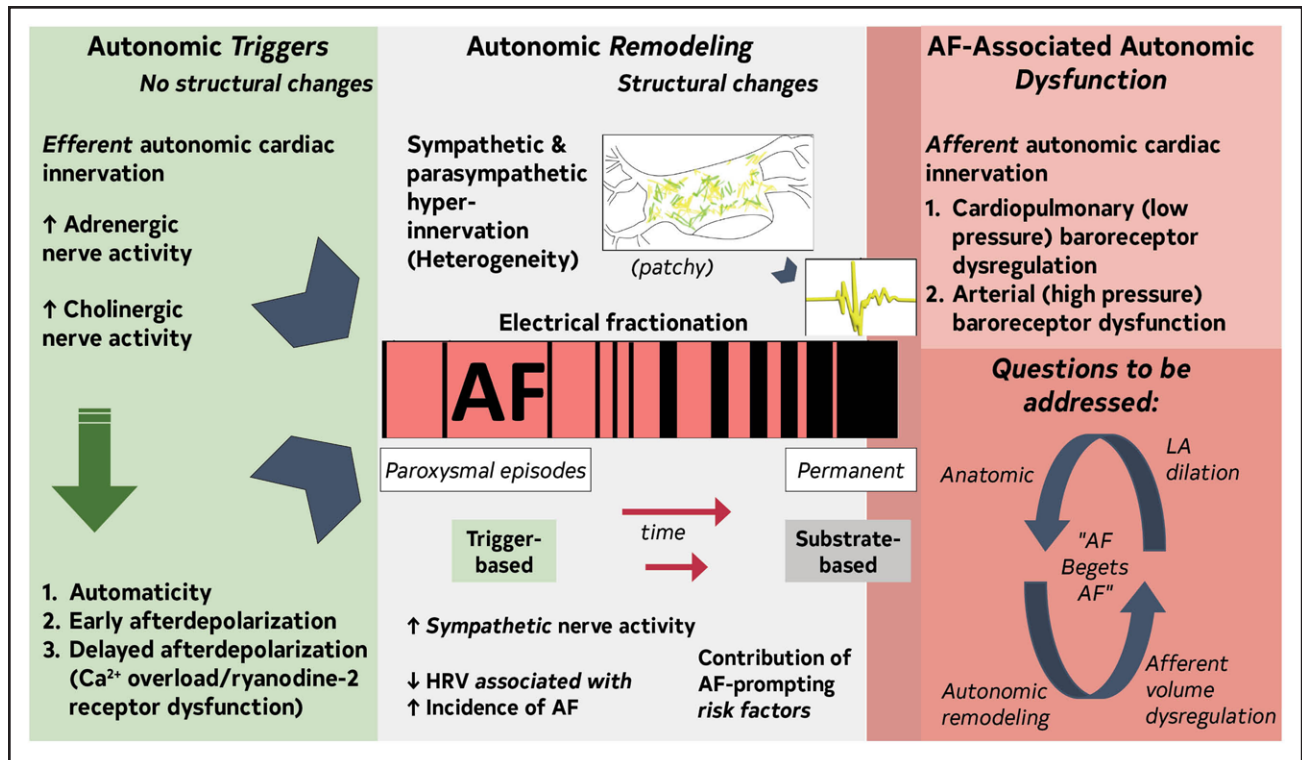 Autonomic Triggers
No structural changes
Efferent autonomic cardiac
innervation
↑ Adrenergic
nerve activity
↑ Cholinergic
nerve activity
1. Automaticity
2. Early afterdepolarization
3. Delayed afterdepolarization
(Ca²⁺ overload/ryanodine-2
receptor dysfunction)
Autonomic Remodeling
Structural changes
Sympathetic &
parasympathetic
hyper-
innervation
(Heterogeneity)
(patchy)
Electrical fractionation
AF
Paroxysmal episodes
Permanent
Trigger-
based
time
Substrate-
based
↑ Sympathetic nerve activity
↓ HRV associated with
↑ Incidence of AF
Contribution of
AF-prompting
risk factors
AF-Associated Autonomic
Dysfunction
Afferent autonomic cardiac
innervation
1. Cardiopulmonary (low
pressure) baroreceptor
dysregulation
2. Arterial (high pressure)
baroreceptor dysfunction
Questions to be
addressed:
Anatomic
LA
dilation
"AF
Begets
AF"
Autonomic
remodeling
Afferent
volume
dysregulation